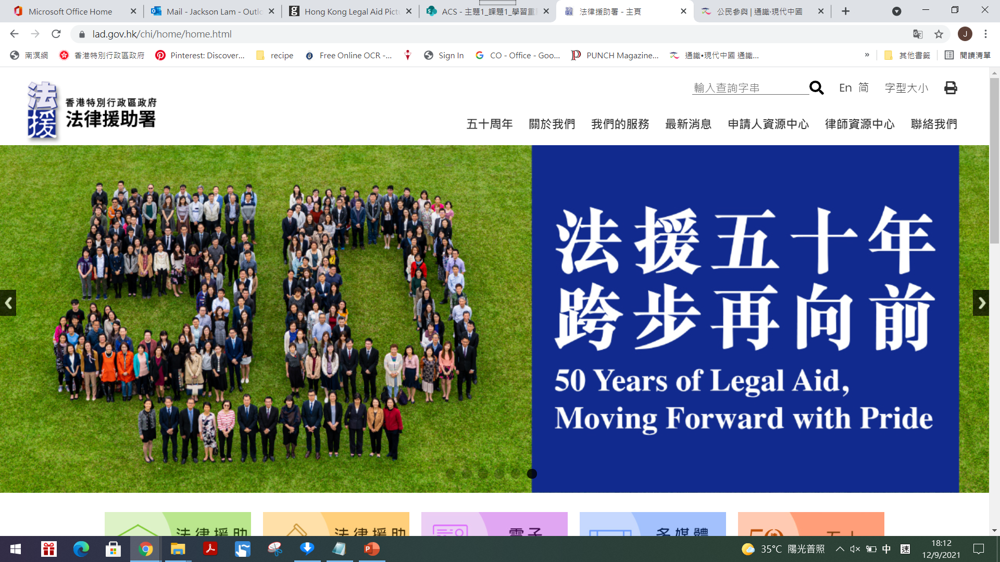 Microsoft Office Home
Mail - Jackson Lam - Outlo
Hong Kong Legal Aid Pictu
ACS - 主題1_課題1_學習重
法律援助署 - 主頁
公民參與 | 通識·現代中國
lad.gov.hk/chi/home/home.html
J
南溟網
香港特別行政區政府
Pinterest: Discover...
recipe
Free Online OCR -...
Sign In
CO - Office - Goo...
PUNCH Magazine...
通識•現代中國 通識...
»
其他書籤
閱讀清單
法援
香港特別行政區政府
法律援助署
輸入查詢字串
En 简 字型大小
五十周年 關於我們 我們的服務 最新消息 申請人資源中心 律師資源中心 聯絡我們
法援五十年
跨步再向前
50 Years of Legal Aid,
Moving Forward with Pride
法律援助
法律援助
電子
多媒體
35°C 陽光普照
中
速
18:12
12/9/2021